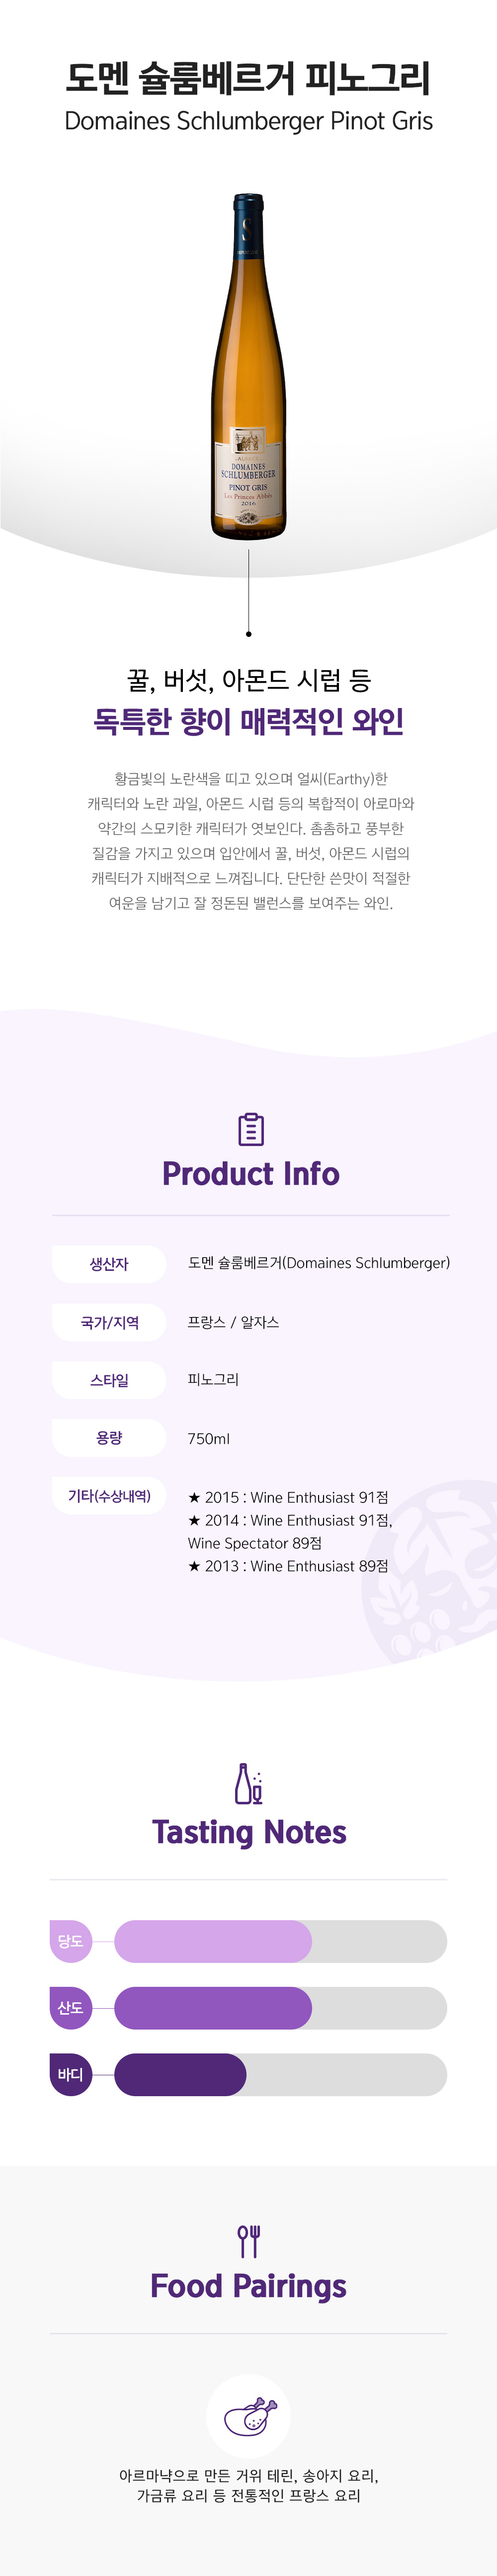 도멘 슐룸베르거 피노그리
Domaines Schlumberger Pinot Gris
S
ALSACE
DOMAINES
SCHLUMBERGER
PINOT GRIS
Les Princes Abbés
2016
꿀, 버섯, 아몬드 시럽 등
독특한 향이 매력적인 와인
황금빛의 노란색을 띠고 있으며 얼씨(Earthy)한
캐릭터와 노란 과일, 아몬드 시럽 등의 복합적이 아로마와
약간의 스모키한 캐릭터가 엿보인다. 촘촘하고 풍부한
질감을 가지고 있으며 입안에서 꿀, 버섯, 아몬드 시럽의
캐릭터가 지배적으로 느껴집니다. 단단한 쓴맛이 적절한
여운을 남기고 잘 정돈된 밸런스를 보여주는 와인.
Product Info
생산자 도멘 슐룸베르거(Domaines Schlumberger)
국가/지역 프랑스 / 알자스
스타일 피노그리
용량 750ml
기타(수상내역) ★ 2015 : Wine Enthusiast 91점
★ 2014 : Wine Enthusiast 91점,
Wine Spectator 89점
★ 2013 : Wine Enthusiast 89점
Tasting Notes
당도
산도
바디
Food Pairings
아르마냑으로 만든 거위 테린, 송아지 요리,
가금류 요리 등 전통적인 프랑스 요리